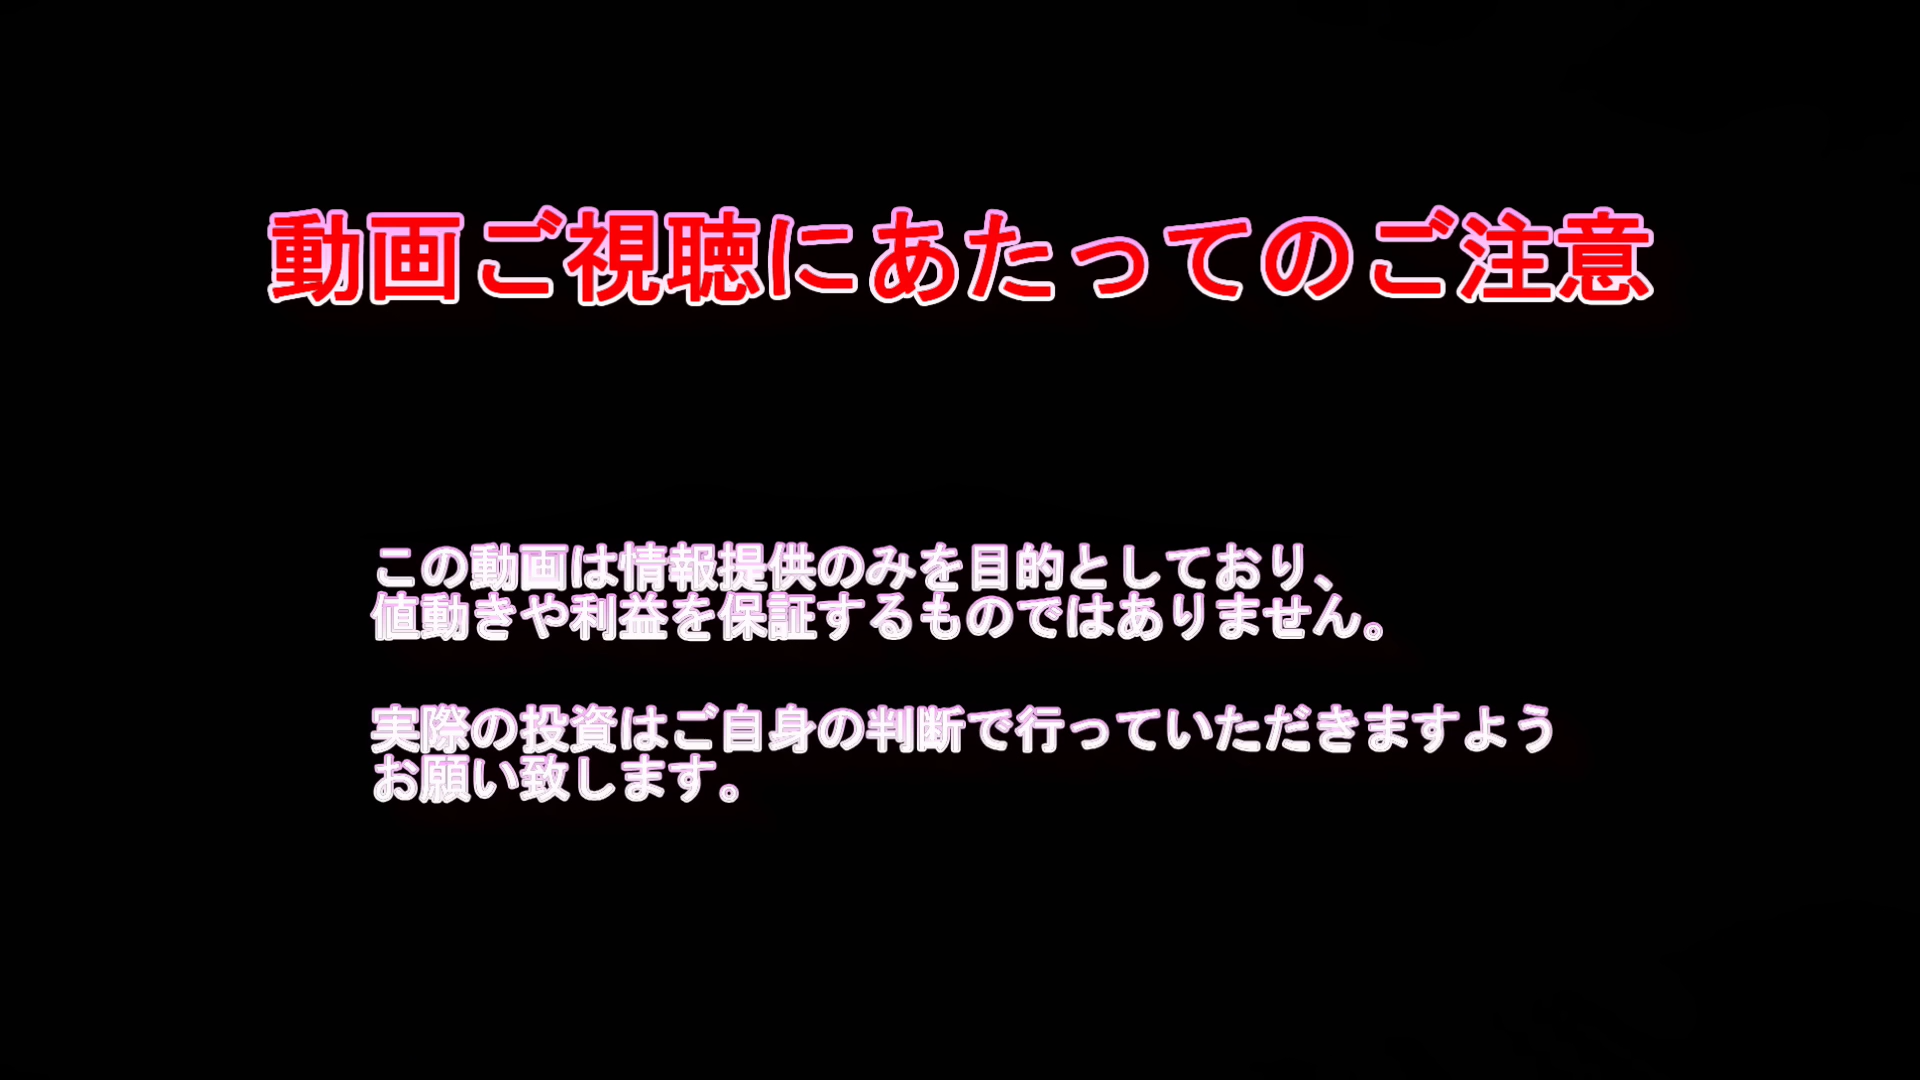 動画ご視聴にあたってのご注意
この動画は情報提供のみを目的としており、
値動きや利益を保証するものではありません。
実際の投資はご自身の判断で行っていただきますよう
お願い致します。